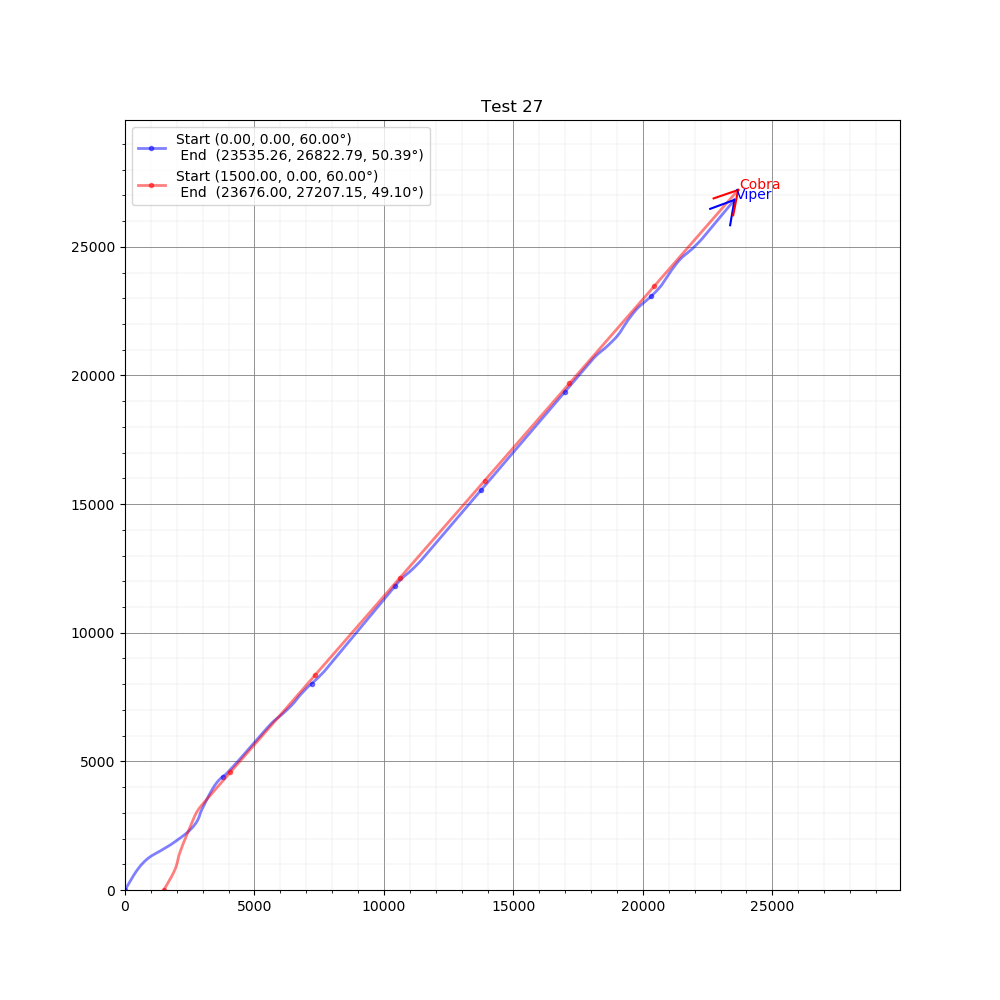 Test 27
Start (0.00, 0.00, 60.00°)
End  (23535.26, 26822.79, 50.39°)
Start (1500.00, 0.00, 60.00°)
End  (23676.00, 27207.15, 49.10°)
Cobra
Viper
25000
20000
15000
10000
5000
0
0 5000 10000 15000 20000 25000